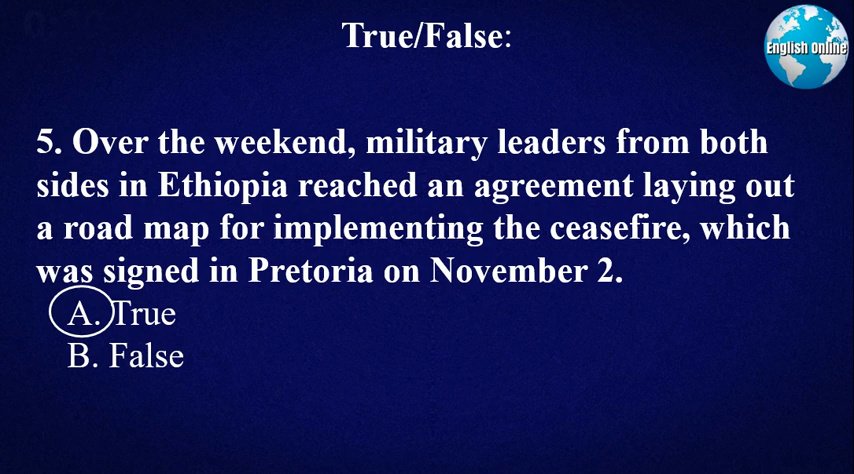 True/False:
English Online
5. Over the weekend, military leaders from both
sides in Ethiopia reached an agreement laying out
a road map for implementing the ceasefire, which
was signed in Pretoria on November 2.
A. True
B. False